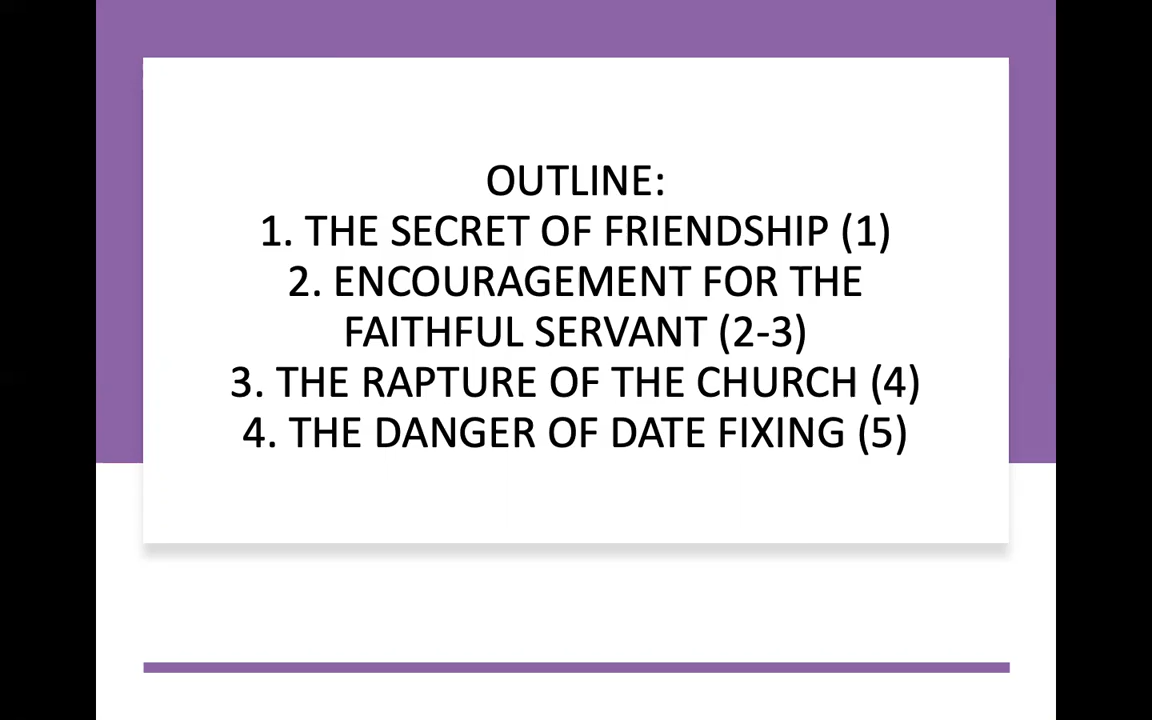 OUTLINE:
1. THE SECRET OF FRIENDSHIP (1)
2. ENCOURAGEMENT FOR THE
FAITHFUL SERVANT (2-3)
3. THE RAPTURE OF THE CHURCH (4)
4. THE DANGER OF DATE FIXING (5)